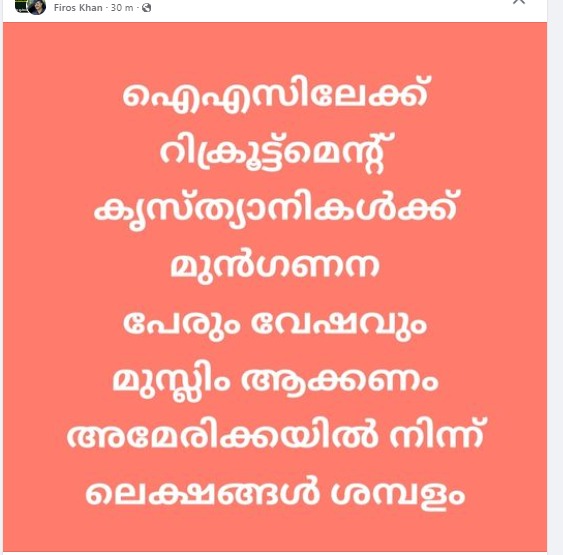 Firos Khan · 30 m ·
ഐഎസിലേക്ക്
റിക്രൂട്ട്മെന്റ്
കൃസ്ത്യാനികൾക്ക്
മുൻഗണന
പേരും വേഷവും
മുസ്ലിം ആക്കണം
അമേരിക്കയിൽ നിന്ന്
ലെക്ഷങ്ങൾ ശമ്പളം